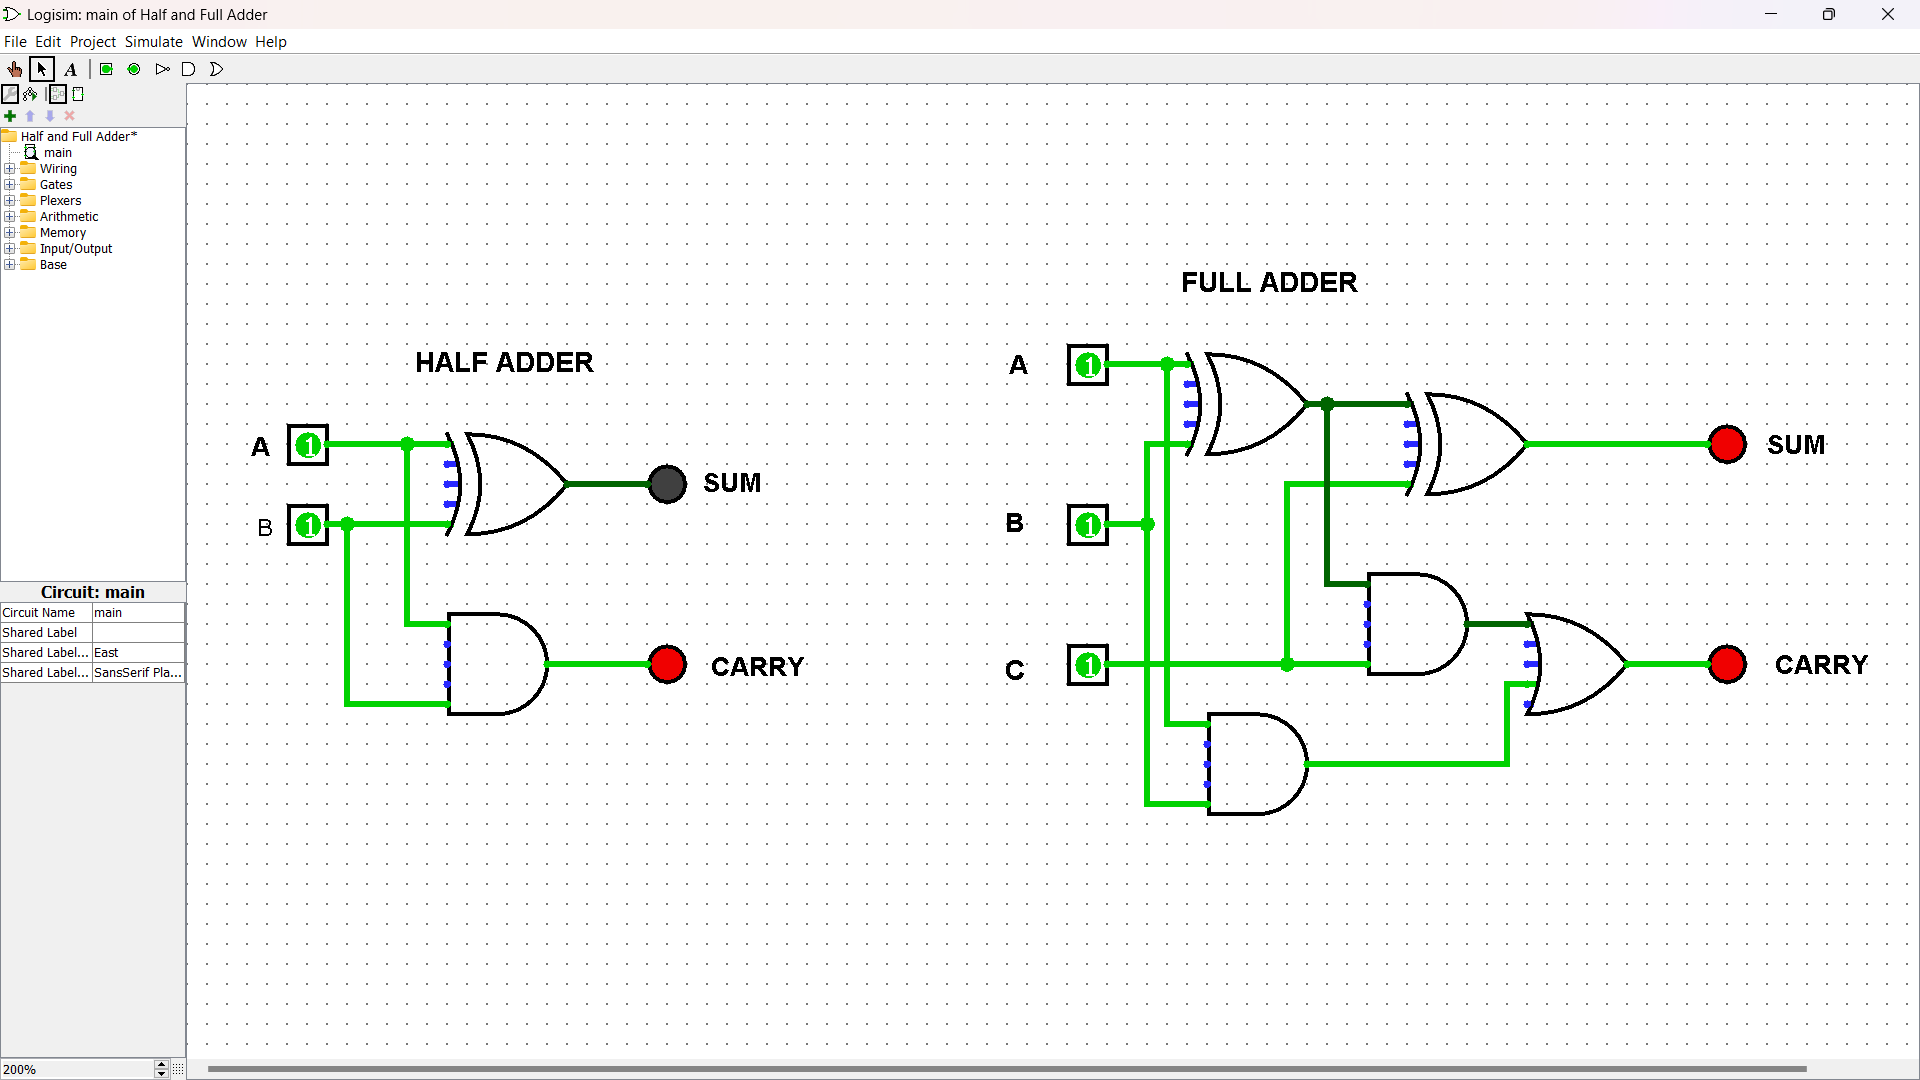 Logisim: main of Half and Full Adder
File Edit Project Simulate Window Help
A
Half and Full Adder*
main
Wiring
Gates
Plexers
Arithmetic
Memory
Input/Output
Base
Circuit: main
Circuit Name main
Shared Label
Shared Label... East
Shared Label... SansSerif Pla...
200%
HALF ADDER
A 1
B 1
SUM
CARRY
FULL ADDER
A 1
B 1
C 1
SUM
CARRY